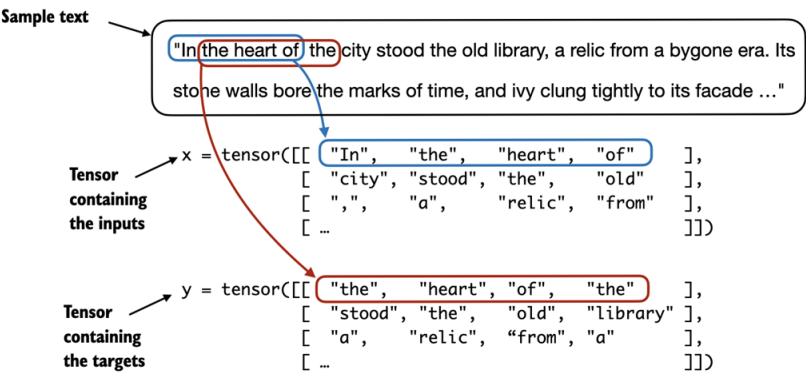 Sample text
"In the heart of the city stood the old library, a relic from a bygone era. Its
stone walls bore the marks of time, and ivy clung tightly to its facade …"
x = tensor([[ "In", "the", "heart", "of" ],
[ "city", "stood", "the", "old" ],
[ ",", "a", "relic", "from" ],
[ … ]])
Tensor
containing
the inputs
y = tensor([[ "the", "heart", "of", "the" ],
[ "stood", "the", "old", "library" ],
[ "a", "relic", “from", "a" ],
[ … ]])
Tensor
containing
the targets